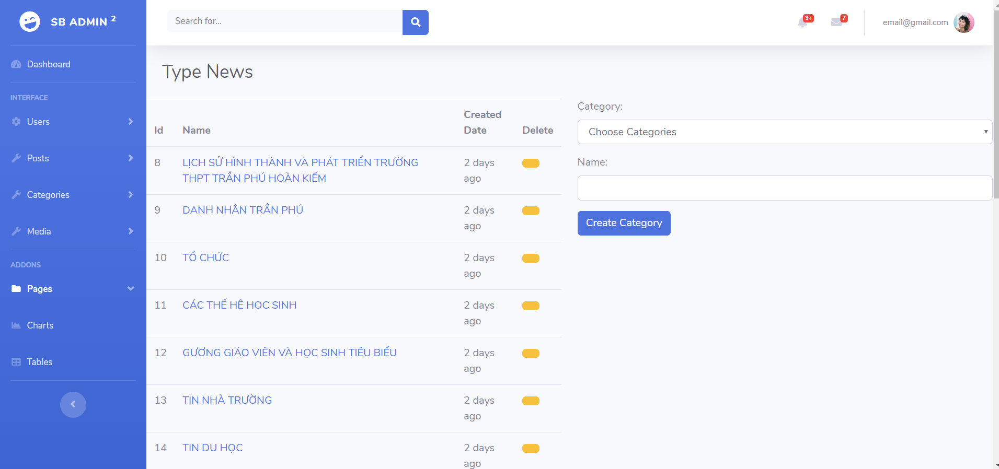 SB ADMIN 2
Search for...
3+
7
email@gmail.com
Dashboard
INTERFACE
Users
Posts
Categories
Media
ADDONS
Pages
Charts
Tables
Type News
Id Name Created Date Delete
8 LỊCH SỬ HÌNH THÀNH VÀ PHÁT TRIỂN TRƯỜNG 2 days
THPT TRẦN PHÚ HOÀN KIẾM ago
9 DANH NHÂN TRẦN PHÚ 2 days
ago
10 TỔ CHỨC 2 days
ago
11 CÁC THẾ HỆ HỌC SINH 2 days
ago
12 GƯƠNG GIÁO VIÊN VÀ HỌC SINH TIÊU BIỂU 2 days
ago
13 TIN NHÀ TRƯỜNG 2 days
ago
14 TIN DU HỌC 2 days
ago
Category:
Choose Categories
Name:
Create Category